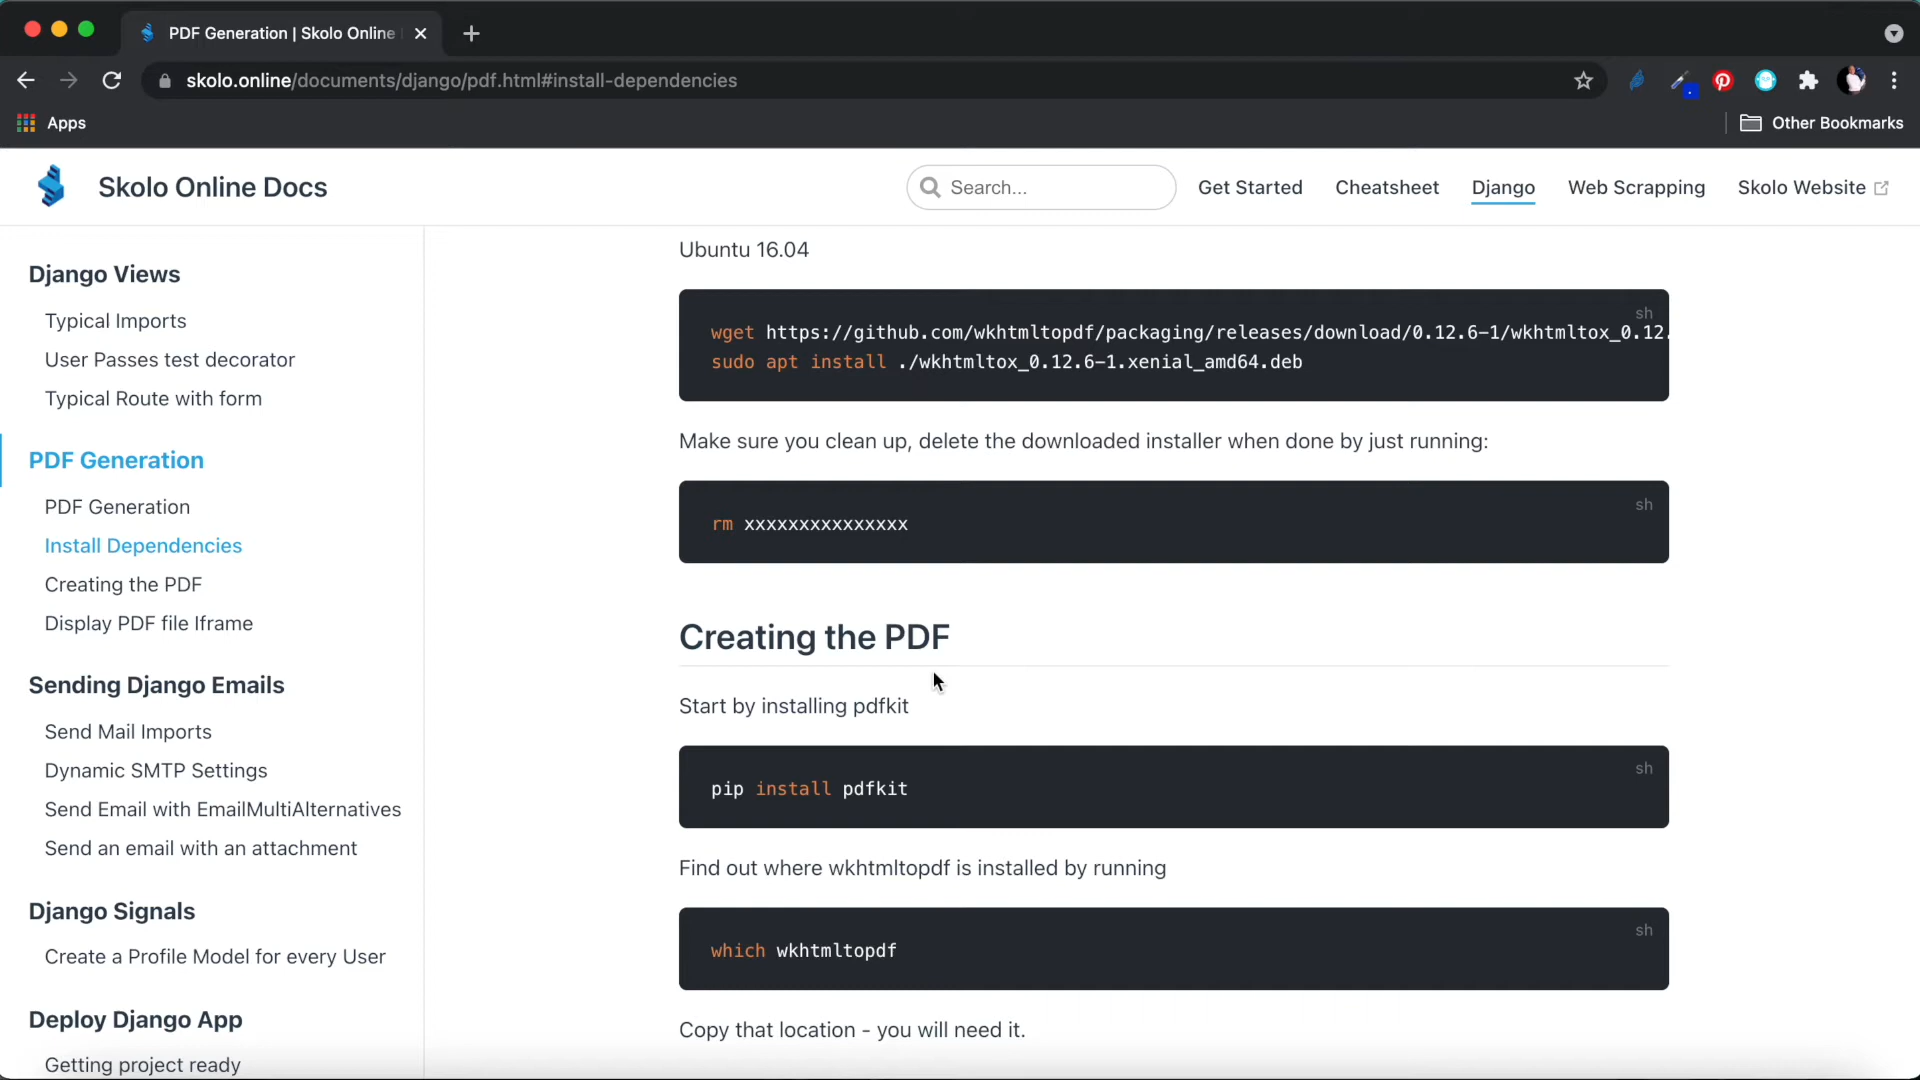 PDF Generation | Skolo Online
skolo.online/documents/django/pdf.html#install-dependencies
Apps
Other Bookmarks
Skolo Online Docs
Search...
Get Started
Cheatsheet
Django
Web Scrapping
Skolo Website
Django Views
Typical Imports
User Passes test decorator
Typical Route with form
PDF Generation
PDF Generation
Install Dependencies
Creating the PDF
Display PDF file Iframe
Sending Django Emails
Send Mail Imports
Dynamic SMTP Settings
Send Email with EmailMultiAlternatives
Send an email with an attachment
Django Signals
Create a Profile Model for every User
Deploy Django App
Getting project ready
Ubuntu 16.04
sh
wget https://github.com/wkhtmltopdf/packaging/releases/download/0.12.6-1/wkhtmltox_0.12.
sudo apt install ./wkhtmltox_0.12.6-1.xenial_amd64.deb
Make sure you clean up, delete the downloaded installer when done by just running:
sh
rm xxxxxxxxxxxxxxx
Creating the PDF
Start by installing pdfkit
sh
pip install pdfkit
Find out where wkhtmltopdf is installed by running
sh
which wkhtmltopdf
Copy that location - you will need it.